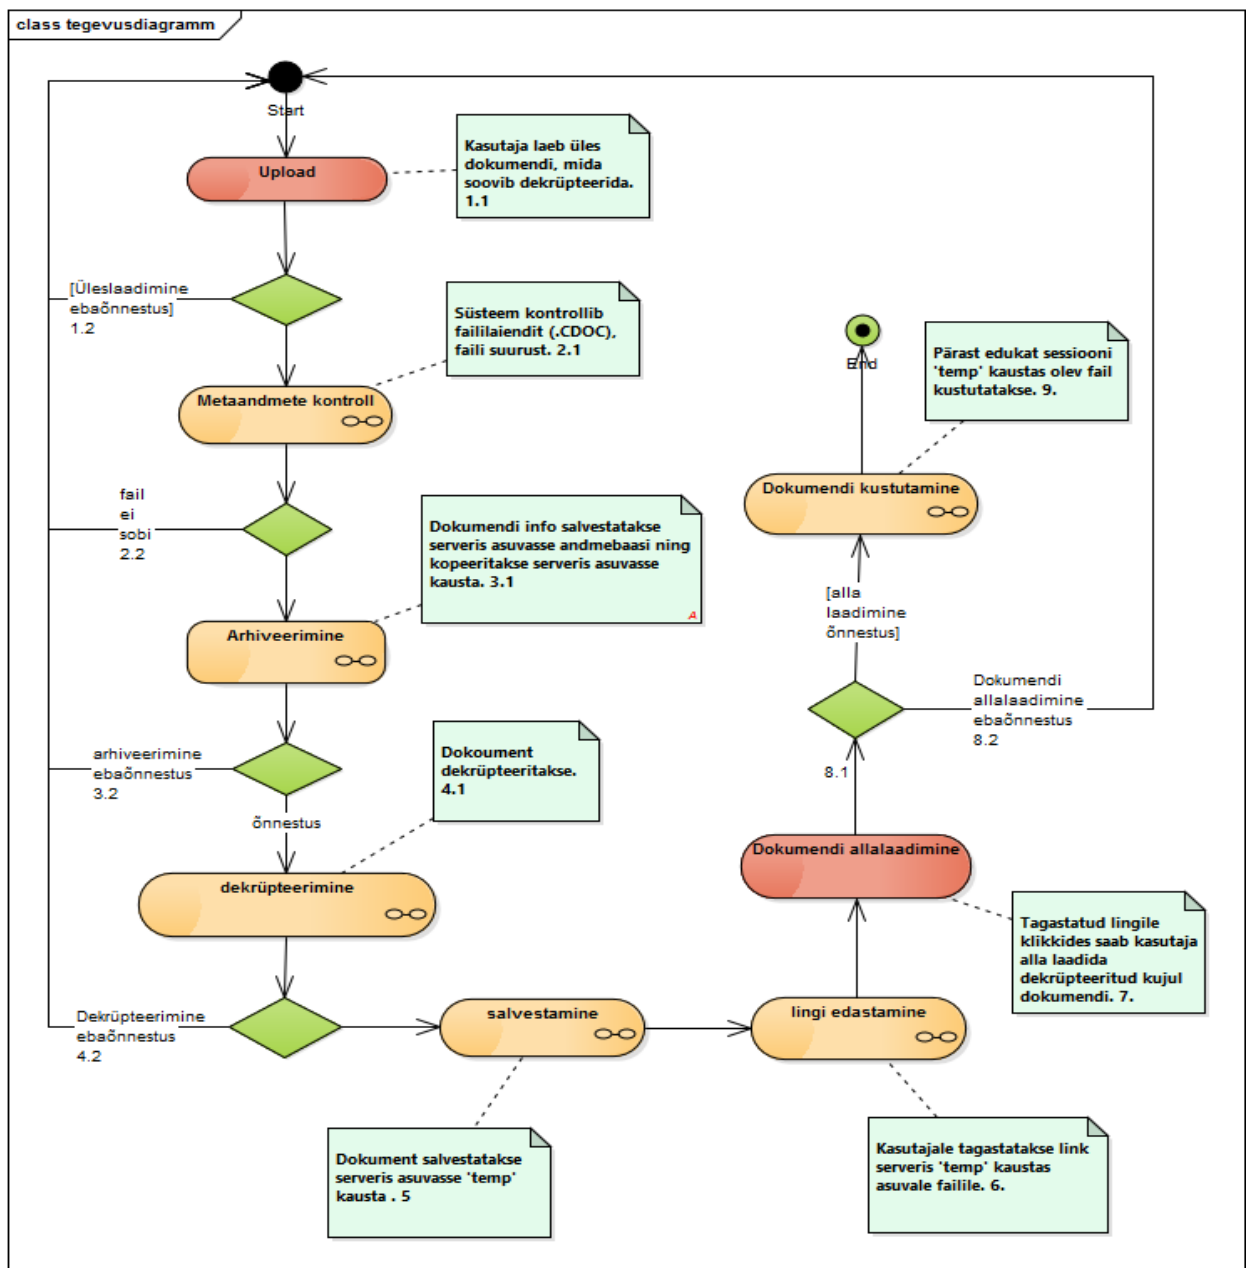 class tegevusdiagramm
Start
Upload
Kasutaja laeb üles
dokumendi, mida
soovib dekrüpteerida.
1.1
[Üleslaadimine
ebaõnnestus]
1.2
Süsteem kontrollib
faililaiendit (.CDOC),
faili suurust. 2.1
Metaandmete kontroll
fail
ei
sobi
2.2
Dokumendi info salvestatakse
serveris asuvasse andmebaasi ning
kopeeritakse serveris asuvasse
kausta. 3.1
A
Arhiveerimine
arhiveerimine
ebaõnnestus
3.2
õnnestus
Dokoument
dekrüpteeritakse.
4.1
dekrüpteerimine
Dekrüpteerimine
ebaõnnestus
4.2
salvestamine
Dokument salvestatakse
serveris asuvasse 'temp'
kausta . 5
lingi edastamine
Kasutajale tagastatakse link
serveris 'temp' kaustas
asuvale failile. 6.
Dokumendi allalaadimine
Tagastatud lingile
klikkides saab kasutaja
alla laadida
dekrüpteeritud kujul
dokumendi. 7.
8.1
Dokumendi
allalaadimine
ebaõnnestus
8.2
[alla
laadimine
õnnestus]
Dokumendi kustutamine
Pärast edukat sessiooni
'temp' kaustas olev fail
kustutatakse. 9.
End